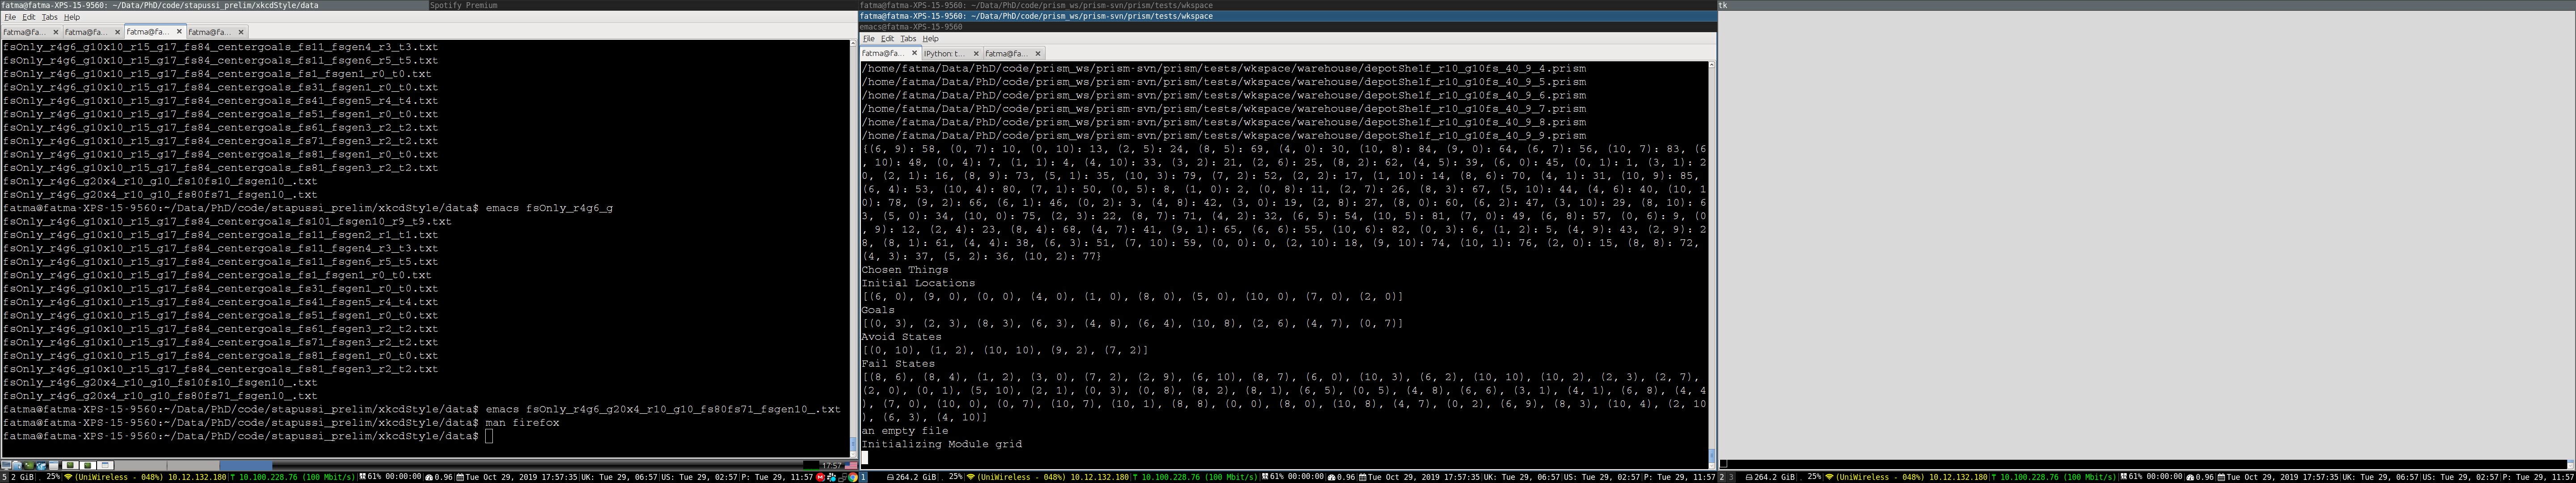 fatma@fatma-XPS-15-9560: ~/Data/PhD/code/stapussi_prelim/xkcdStyle/data
Spotify Premium
File Edit Tabs Help
fatma@fa... fatma@fa... fatma@fa... fatma@fa...
fsOnly_r4g6_g10x10_r15_g17_fs84_centergoals_fs11_fsgen4_r3_t3.txt
fsOnly_r4g6_g10x10_r15_g17_fs84_centergoals_fs11_fsgen6_r5_t5.txt
fsOnly_r4g6_g10x10_r15_g17_fs84_centergoals_fs1_fsgen1_r0_t0.txt
fsOnly_r4g6_g10x10_r15_g17_fs84_centergoals_fs31_fsgen1_r0_t0.txt
fsOnly_r4g6_g10x10_r15_g17_fs84_centergoals_fs41_fsgen5_r4_t4.txt
fsOnly_r4g6_g10x10_r15_g17_fs84_centergoals_fs51_fsgen1_r0_t0.txt
fsOnly_r4g6_g10x10_r15_g17_fs84_centergoals_fs61_fsgen3_r2_t2.txt
fsOnly_r4g6_g10x10_r15_g17_fs84_centergoals_fs71_fsgen3_r2_t2.txt
fsOnly_r4g6_g10x10_r15_g17_fs84_centergoals_fs81_fsgen1_r0_t0.txt
fsOnly_r4g6_g10x10_r15_g17_fs84_centergoals_fs81_fsgen3_r2_t2.txt
fsOnly_r4g6_g20x4_r10_g10_fs10fs10_fsgen10_.txt
fsOnly_r4g6_g20x4_r10_g10_fs80fs71_fsgen10_.txt
fatma@fatma-XPS-15-9560:~/Data/PhD/code/stapussi_prelim/xkcdStyle/data$ emacs fsOnly_r4g6_g
fsOnly_r4g6_g10x10_r15_g17_fs84_centergoals_fs101_fsgen10_r9_t9.txt
fsOnly_r4g6_g10x10_r15_g17_fs84_centergoals_fs11_fsgen2_r1_t1.txt
fsOnly_r4g6_g10x10_r15_g17_fs84_centergoals_fs11_fsgen4_r3_t3.txt
fsOnly_r4g6_g10x10_r15_g17_fs84_centergoals_fs11_fsgen6_r5_t5.txt
fsOnly_r4g6_g10x10_r15_g17_fs84_centergoals_fs1_fsgen1_r0_t0.txt
fsOnly_r4g6_g10x10_r15_g17_fs84_centergoals_fs31_fsgen1_r0_t0.txt
fsOnly_r4g6_g10x10_r15_g17_fs84_centergoals_fs41_fsgen5_r4_t4.txt
fsOnly_r4g6_g10x10_r15_g17_fs84_centergoals_fs51_fsgen1_r0_t0.txt
fsOnly_r4g6_g10x10_r15_g17_fs84_centergoals_fs61_fsgen3_r2_t2.txt
fsOnly_r4g6_g10x10_r15_g17_fs84_centergoals_fs71_fsgen3_r2_t2.txt
fsOnly_r4g6_g10x10_r15_g17_fs84_centergoals_fs81_fsgen1_r0_t0.txt
fsOnly_r4g6_g10x10_r15_g17_fs84_centergoals_fs81_fsgen3_r2_t2.txt
fsOnly_r4g6_g20x4_r10_g10_fs10fs10_fsgen10_.txt
fsOnly_r4g6_g20x4_r10_g10_fs80fs71_fsgen10_.txt
fatma@fatma-XPS-15-9560:~/Data/PhD/code/stapussi_prelim/xkcdStyle/data$ emacs fsOnly_r4g6_g20x4_r10_g10_fs80fs71_fsgen10_.txt
fatma@fatma-XPS-15-9560:~/Data/PhD/code/stapussi_prelim/xkcdStyle/data$ man firefox
fatma@fatma-XPS-15-9560:~/Data/PhD/code/stapussi_prelim/xkcdStyle/data$
17:57
5 2 GiB 25% (UniWireless - 048%) 10.12.132.180 10.100.228.76 (100 Mbit/s) 61% 00:00:00 0.96 Tue Oct 29, 2019 17:57:35 UK: Tue 29, 06:57 US: Tue 29, 02:57 P: Tue 29, 11:57
fatma@fatma-XPS-15-9560: ~/Data/PhD/code/prism_ws/prism-svn/prism/tests/wkspace
fatma@fatma-XPS-15-9560: ~/Data/PhD/code/prism_ws/prism-svn/prism/tests/wkspace
emacs@fatma-XPS-15-9560
File Edit Tabs Help
fatma@fa... IPython: t... fatma@fa...
/home/fatma/Data/PhD/code/prism_ws/prism-svn/prism/tests/wkspace/warehouse/depotShelf_r10_g10fs_40_9_4.prism
/home/fatma/Data/PhD/code/prism_ws/prism-svn/prism/tests/wkspace/warehouse/depotShelf_r10_g10fs_40_9_5.prism
/home/fatma/Data/PhD/code/prism_ws/prism-svn/prism/tests/wkspace/warehouse/depotShelf_r10_g10fs_40_9_6.prism
/home/fatma/Data/PhD/code/prism_ws/prism-svn/prism/tests/wkspace/warehouse/depotShelf_r10_g10fs_40_9_7.prism
/home/fatma/Data/PhD/code/prism_ws/prism-svn/prism/tests/wkspace/warehouse/depotShelf_r10_g10fs_40_9_8.prism
/home/fatma/Data/PhD/code/prism_ws/prism-svn/prism/tests/wkspace/warehouse/depotShelf_r10_g10fs_40_9_9.prism
{(6, 9): 58, (0, 7): 10, (0, 10): 13, (2, 5): 24, (8, 5): 69, (4, 0): 30, (10, 8): 84, (9, 0): 64, (6, 7): 56, (10, 7): 83, (6
, 10): 48, (0, 4): 7, (1, 1): 4, (4, 10): 33, (3, 2): 21, (2, 6): 25, (8, 2): 62, (4, 5): 39, (6, 0): 45, (0, 1): 1, (3, 1): 2
0, (2, 1): 16, (8, 9): 73, (5, 1): 35, (10, 3): 79, (7, 2): 52, (2, 2): 17, (1, 10): 14, (8, 6): 70, (4, 1): 31, (10, 9): 85,
(6, 4): 53, (10, 4): 80, (7, 1): 50, (0, 5): 8, (1, 0): 2, (0, 8): 11, (2, 7): 26, (8, 3): 67, (5, 10): 44, (4, 6): 40, (10, 1
0): 78, (9, 2): 66, (6, 1): 46, (0, 2): 3, (4, 8): 42, (3, 0): 19, (2, 8): 27, (8, 0): 60, (6, 2): 47, (3, 10): 29, (8, 10): 6
3, (5, 0): 34, (10, 0): 75, (2, 3): 22, (8, 7): 71, (4, 2): 32, (6, 5): 54, (10, 5): 81, (7, 0): 49, (6, 8): 57, (0, 6): 9, (0
, 9): 12, (2, 4): 23, (8, 4): 68, (4, 7): 41, (9, 1): 65, (6, 6): 55, (10, 6): 82, (0, 3): 6, (1, 2): 5, (4, 9): 43, (2, 9): 2
8, (8, 1): 61, (4, 4): 38, (6, 3): 51, (7, 10): 59, (0, 0): 0, (2, 10): 18, (9, 10): 74, (10, 1): 76, (2, 0): 15, (8, 8): 72,
(4, 3): 37, (5, 2): 36, (10, 2): 77}
Chosen Things
Initial Locations
[(6, 0), (9, 0), (0, 0), (4, 0), (1, 0), (8, 0), (5, 0), (10, 0), (7, 0), (2, 0)]
Goals
[(0, 3), (2, 3), (8, 3), (6, 3), (4, 8), (6, 4), (10, 8), (2, 6), (4, 7), (0, 7)]
Avoid States
[(0, 10), (1, 2), (10, 10), (9, 2), (7, 2)]
Fail States
[(8, 6), (8, 4), (1, 2), (3, 0), (7, 2), (2, 9), (6, 10), (8, 7), (6, 0), (10, 3), (6, 2), (10, 10), (10, 2), (2, 3), (2, 7),
(2, 0), (0, 1), (5, 10), (2, 1), (0, 3), (0, 8), (8, 2), (8, 1), (6, 5), (0, 5), (4, 8), (6, 6), (3, 1), (4, 1), (6, 8), (4, 4
), (7, 0), (10, 0), (0, 7), (10, 7), (10, 1), (8, 8), (0, 0), (8, 0), (10, 8), (4, 7), (0, 2), (6, 9), (8, 3), (10, 4), (2, 10
), (6, 3), (4, 10)]
an empty file
Initializing Module grid
1 264.2 GiB 25% (UniWireless - 048%) 10.12.132.180 10.100.228.76 (100 Mbit/s) 61% 00:00:00 0.96 Tue Oct 29, 2019 17:57:35 UK: Tue 29, 06:57 US: Tue 29, 02:57 P: Tue 29, 11:57
tk
2 3 264.2 GiB 25% (UniWireless - 048%) 10.12.132.180 10.100.228.76 (100 Mbit/s) 61% 00:00:00 0.96 Tue Oct 29, 2019 17:57:35 UK: Tue 29, 06:57 US: Tue 29, 02:57 P: Tue 29, 11:57